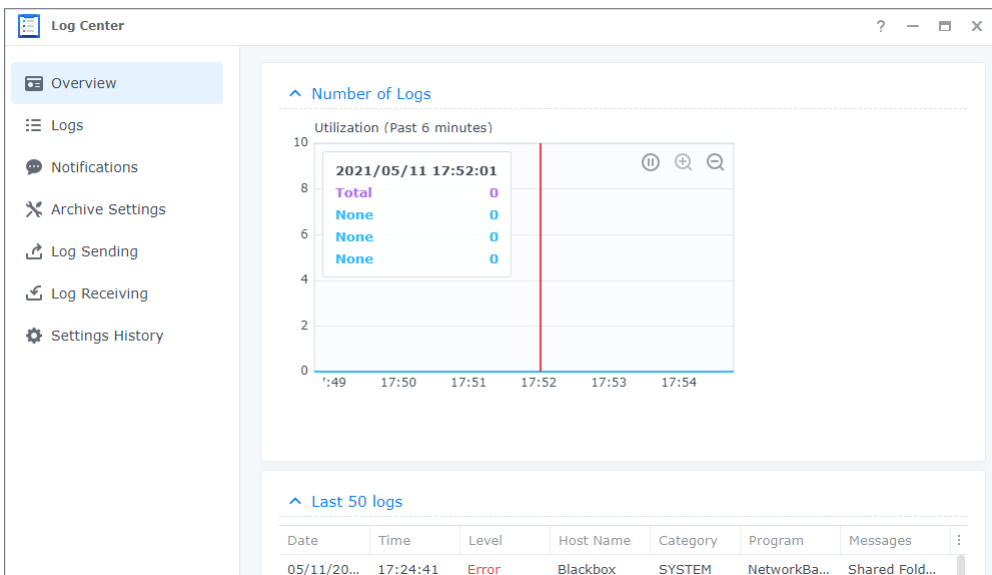 Log Center
?
Overview
Logs
Notifications
Archive Settings
Log Sending
Log Receiving
Settings History
Number of Logs
Utilization (Past 6 minutes)
10
8
6
4
2
0
2021/05/11 17:52:01
Total 0
None 0
None 0
None 0
':49 17:50 17:51 17:52 17:53 17:54
Last 50 logs
Date Time Level Host Name Category Program Messages
05/11/20... 17:24:41 Error Blackbox SYSTEM NetworkBa... Shared Fold...